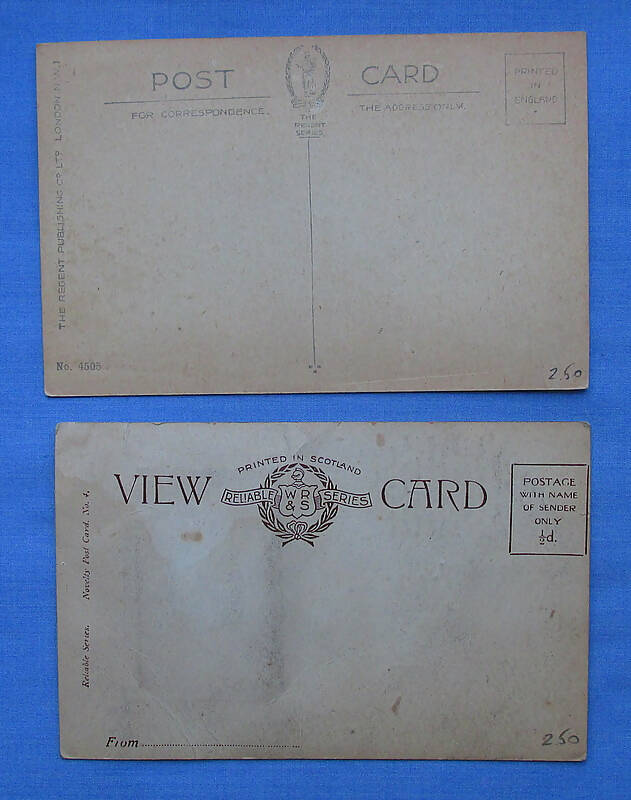 POST CARD
FOR CORRESPONDENCE.
THE REGENT SERIES.
THE ADDRESS ONLY.
PRINTED
IN
ENGLAND
THE REGENT PUBLISHING CO LTD LONDON N.W.1
No. 4505
2.50
VIEW CARD
PRINTED IN SCOTLAND
RELIABLE W R & S SERIES
POSTAGE
WITH NAME
OF SENDER
ONLY
½d.
Reliable Series. Novelty Post Card. No. 4,
From
2.50